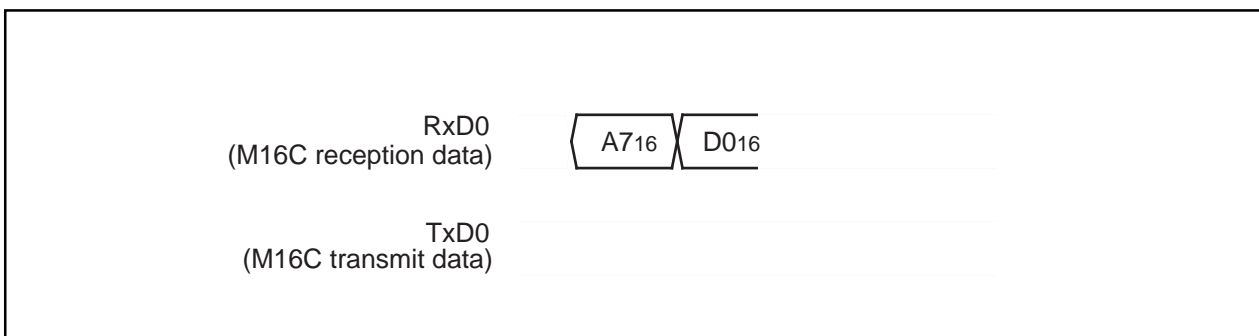 RxD0
(M16C reception data)
A716 D016
TxD0
(M16C transmit data)